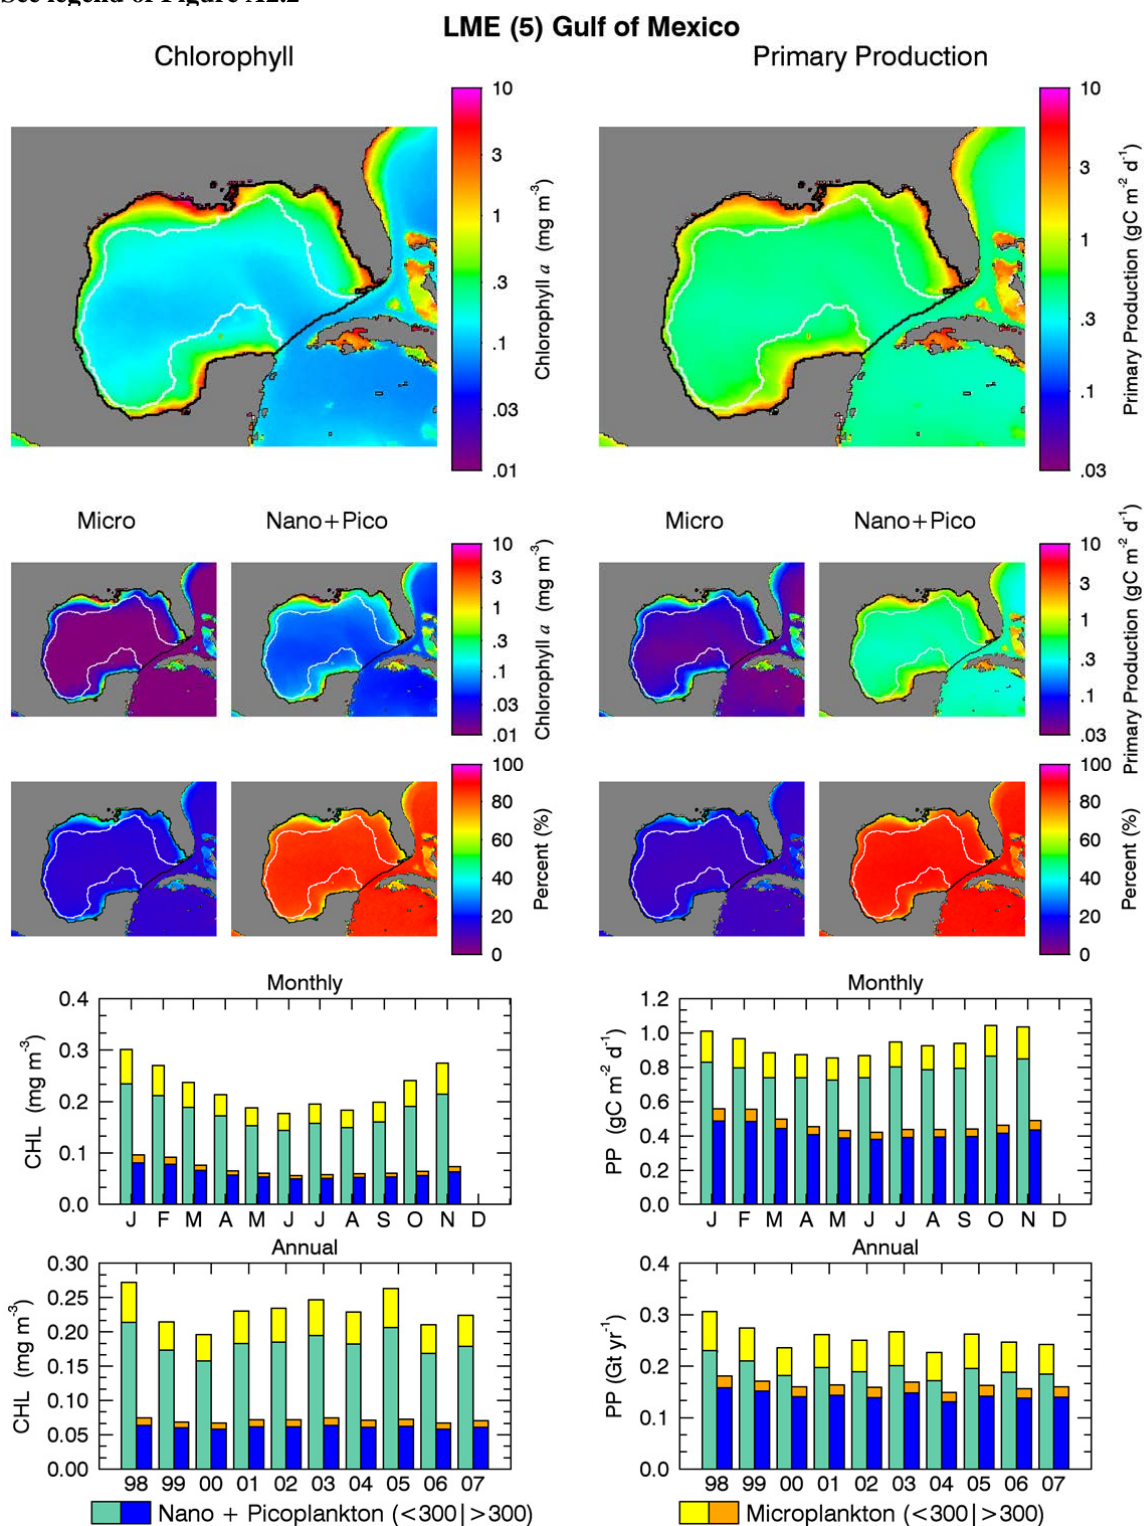 See legend of Figure A2.2
LME (5) Gulf of Mexico
Chlorophyll
Primary Production
10
3
1
.3
.1
.03
.01
Chlorophyll a (mg m-3)
10
3
1
.3
.1
.03
Primary Production (gC m-2 d-1)
Micro
Nano+Pico
10
3
1
.3
.1
.03
.01
Chlorophyll a (mg m-3)
Micro
Nano+Pico
10
3
1
.3
.1
.03
Primary Production (gC m-2 d-1)
100
80
60
40
20
0
Percent (%)
100
80
60
40
20
0
Percent (%)
Monthly
0.4
0.3
0.2
0.1
0.0
CHL (mg m-3)
J F M A M J J A S O N D
Monthly
1.2
1.0
0.8
0.6
0.4
0.2
0.0
PP (gC m-2 d-1)
J F M A M J J A S O N D
Annual
0.30
0.25
0.20
0.15
0.10
0.05
0.00
CHL (mg m-3)
98 99 00 01 02 03 04 05 06 07
Annual
0.4
0.3
0.2
0.1
0.0
PP (Gt yr-1)
98 99 00 01 02 03 04 05 06 07
Nano + Picoplankton (<300|>300)
Microplankton (<300|>300)